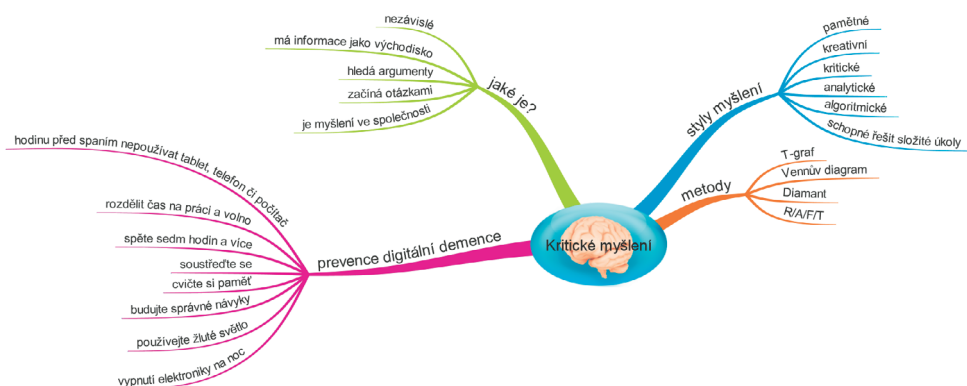 Kritické myšlení
jaké je?
nezávislé
má informace jako východisko
hledá argumenty
začíná otázkami
je myšlení ve společnosti
styly myšlení
pamětné
kreativní
kritické
analytické
algoritmické
schopné řešit složité úkoly
metody
T-graf
Vennův diagram
Diamant
R/A/F/T
prevence digitální demence
hodinu před spaním nepoužívat tablet, telefon či počítač
rozdělit čas na práci a volno
spěte sedm hodin a více
soustřeďte se
cvičte si paměť
budujte správné návyky
používejte žluté světlo
vypnutí elektroniky na noc